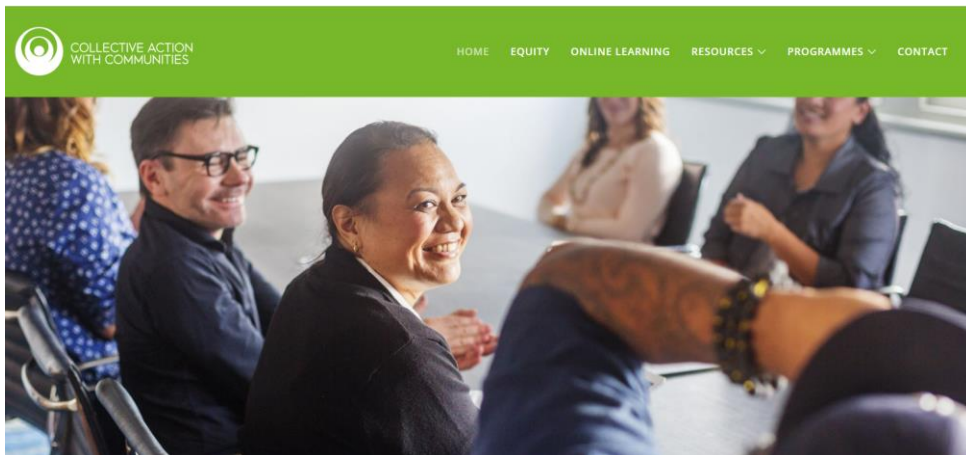 COLLECTIVE ACTION
WITH COMMUNITIES
HOME EQUITY ONLINE LEARNING RESOURCES PROGRAMMES CONTACT